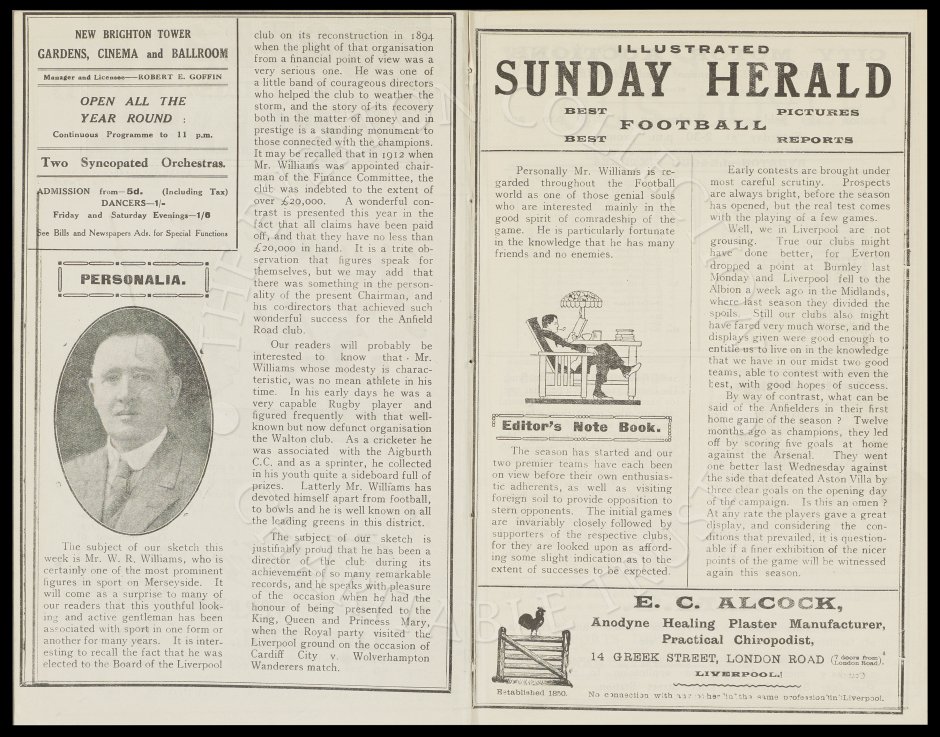 NEW BRIGHTON TOWER
GARDENS, CINEMA and BALLROOM
Manager and Licensee—ROBERT E. GOFFIN
OPEN ALL THE
YEAR ROUND :
Continuous Programme to 11 p.m.
Two Syncopated Orchestras.
ADMISSION from—5d. (Including Tax)
DANCERS—1/-
Friday and Saturday Evenings—1/6
See Bills and Newspapers Ads. for Special Functions
PERSONALIA.
The subject of our sketch this
week is Mr. W. R. Williams, who is
certainly one of the most prominent
figures in sport on Merseyside. It
will come as a surprise to many of
our readers that this youthful look-
ing and active gentleman has been
associated with sport in one form or
another for many years. It is inter-
esting to recall the fact that he was
elected to the Board of the Liverpool
club on its reconstruction in 1894
when the plight of that organisation
from a financial point of view was a
very serious one. He was one of
a little band of courageous directors
who helped the club to weather the
storm, and the story of its recovery
both in the matter of money and in
prestige is a standing monument to
those connected with the champions.
It may be recalled that in 1912 when
Mr. Williams was appointed chair-
man of the Finance Committee, the
club was indebted to the extent of
over £20,000. A wonderful con-
trast is presented this year in the
fact that all claims have been paid
off, and that they have no less than
£20,000 in hand. It is a trite ob-
servation that figures speak for
themselves, but we may add that
there was something in the person-
ality of the present Chairman, and
his co-directors that achieved such
wonderful success for the Anfield
Road club.
Our readers will probably be
interested to know that Mr.
Williams whose modesty is charac-
teristic, was no mean athlete in his
time. In his early days he was a
very capable Rugby player and
figured frequently with that well-
known but now defunct organisation
the Walton club. As a cricketer he
was associated with the Aigburth
C.C. and as a sprinter, he collected
in his youth quite a sideboard full of
prizes. Latterly Mr. Williams has
devoted himself apart from football,
to bowls and he is well known on all
the leading greens in this district.
The subject of our sketch is
justifiably proud that he has been a
director of the club during its
achievement of so many remarkable
records, and he speaks with pleasure
of the occasion when he had the
honour of being presented to the
King, Queen and Princess Mary,
when the Royal party visited the
Liverpool ground on the occasion of
Cardiff City v. Wolverhampton
Wanderers match.
ILLUSTRATED
SUNDAY HERALD
BEST PICTURES
FOOTBALL
BEST REPORTS
Personally Mr. Williams is re-
garded throughout the Football
world as one of those genial souls
who are interested mainly in the
good spirit of comradeship of the
game. He is particularly fortunate
in the knowledge that he has many
friends and no enemies.
Editor's Note Book.
The season has started and our
two premier teams have each been
on view before their own enthusias-
tic adherents, as well as visiting
foreign soil to provide opposition to
stern opponents. The initial games
are invariably closely followed by
supporters of the respective clubs,
for they are looked upon as afford-
ing some slight indication as to the
extent of successes to be expected.
Early contests are brought under
most careful scrutiny. Prospects
are always bright, before the season
has opened, but the real test comes
with the playing of a few games.
Well, we in Liverpool are not
grousing. True our clubs might
have done better, for Everton
dropped a point at Burnley last
Monday and Liverpool fell to the
Albion a week ago in the Midlands,
where last season they divided the
spoils. Still our clubs also might
have fared very much worse, and the
displays given were good enough to
entitle us to live on in the knowledge
that we have in our midst two good
teams, able to contest with even the
best, with good hopes of success.
By way of contrast, what can be
said of the Anfielders in their first
home game of the season ? Twelve
months ago as champions, they led
off by scoring five goals at home
against the Arsenal. They went
one better last Wednesday against
the side that defeated Aston Villa by
three clear goals on the opening day
of the campaign. Is this an omen ?
At any rate the players gave a great
display, and considering the con-
ditions that prevailed, it is question-
able if a finer exhibition of the nicer
points of the game will be witnessed
again this season.
E. C. ALCOCK,
Anodyne Healing Plaster Manufacturer,
Practical Chiropodist,
14 GREEK STREET, LONDON ROAD (7 doors from London Road).
LIVERPOOL.
Established 1850.
No connection with any other in the same profession in Liverpool.